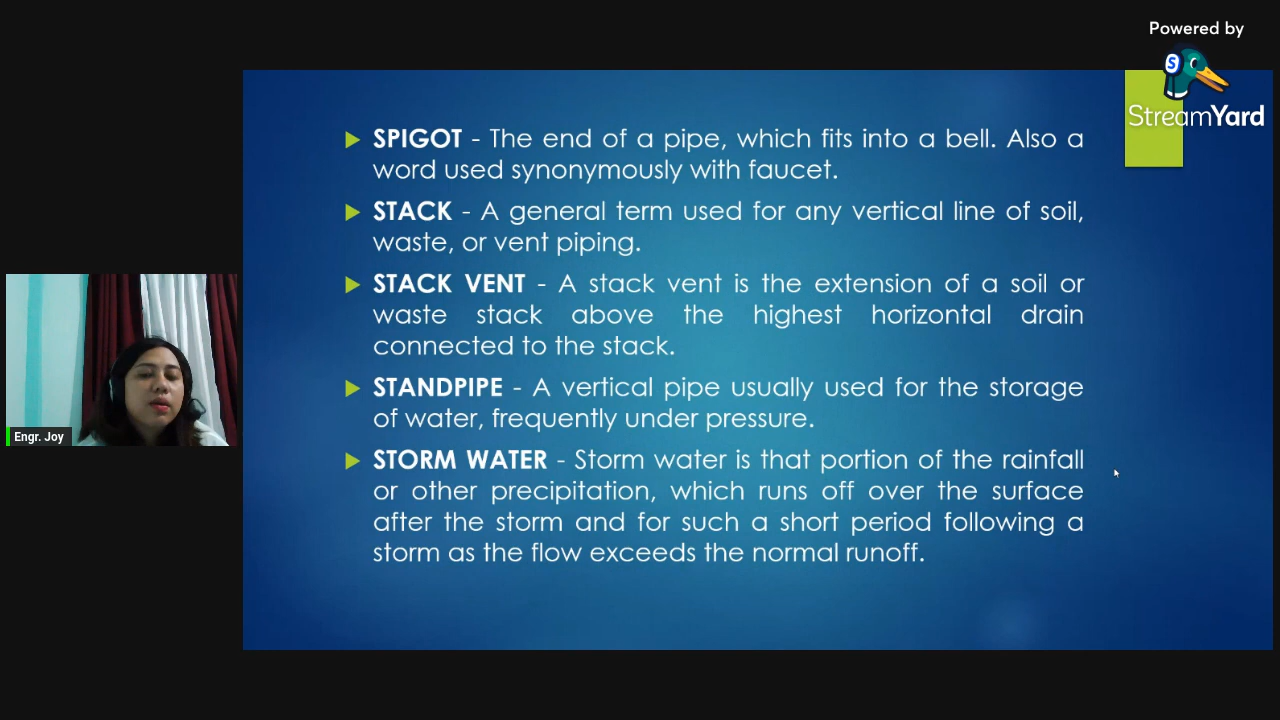 Powered by
StreamYard
SPIGOT - The end of a pipe, which fits into a bell. Also a
word used synonymously with faucet.
STACK - A general term used for any vertical line of soil,
waste, or vent piping.
STACK VENT - A stack vent is the extension of a soil or
waste stack above the highest horizontal drain
connected to the stack.
STANDPIPE - A vertical pipe usually used for the storage
of water, frequently under pressure.
STORM WATER - Storm water is that portion of the rainfall
or other precipitation, which runs off over the surface
after the storm and for such a short period following a
storm as the flow exceeds the normal runoff.
Engr. Joy